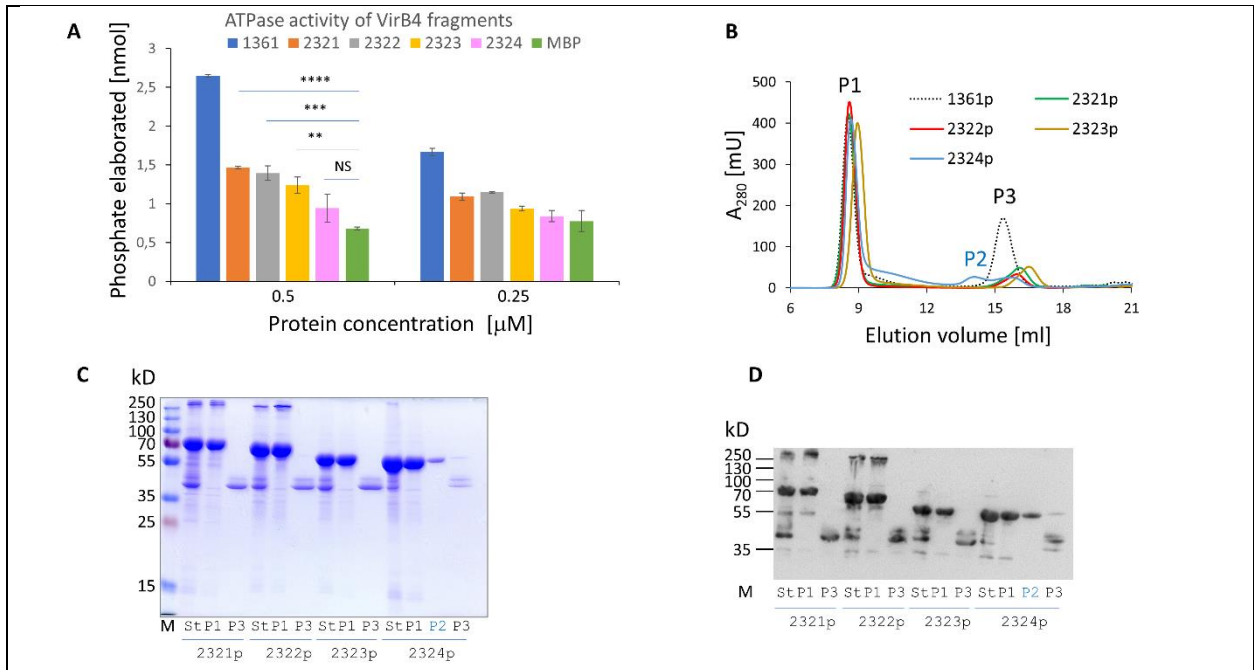 A
ATPase activity of VirB4 fragments
1361 2321 2322 2323 2324 MBP
Phosphate elaborated [nmol]
3
2,5
2
1,5
1
0,5
0
****
***
**
NS
0.5 0.25
Protein concentration [μM]
B
A280 [mU]
500
400
300
200
100
0
P1
1361p 2321p
2322p 2323p
2324p
P3
P2
6 9 12 15 18 21
Elution volume [ml]
C
kD
250
130
100
70
55
35
25
15
M St P1 P3 St P1 P3 St P1 P3 St P1 P2 P3
2321p 2322p 2323p 2324p
D
kD
250
130
100
70
55
35
M St P1 P3 St P1 P3 St P1 P3 St P1 P2 P3
2321p 2322p 2323p 2324p